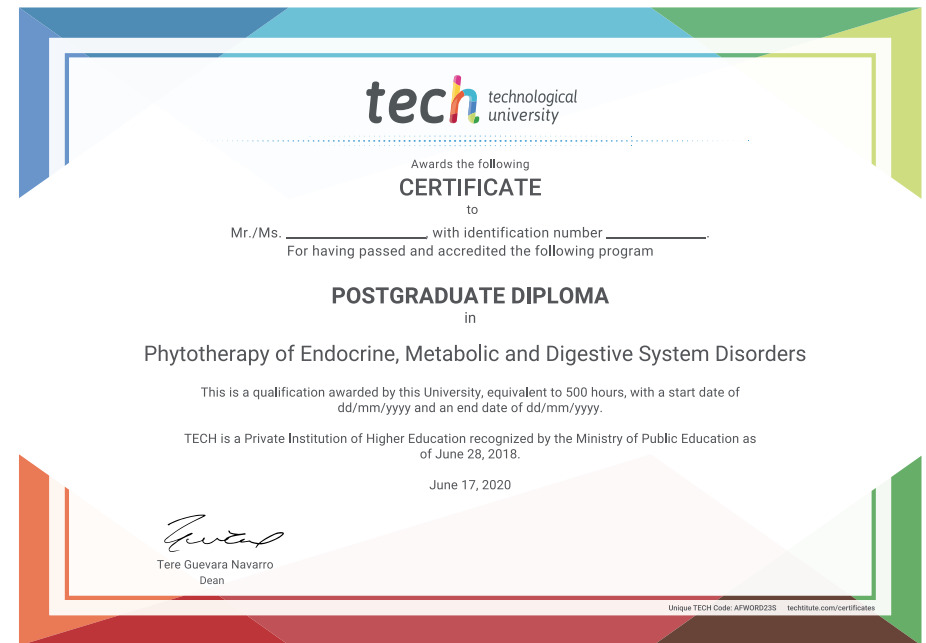 tech technological
university
Awards the following
CERTIFICATE
to
Mr./Ms. ____________, with identification number ____________.
For having passed and accredited the following program
POSTGRADUATE DIPLOMA
in
Phytotherapy of Endocrine, Metabolic and Digestive System Disorders
This is a qualification awarded by this University, equivalent to 500 hours, with a start date of
dd/mm/yyyy and an end date of dd/mm/yyyy.
TECH is a Private Institution of Higher Education recognized by the Ministry of Public Education as
of June 28, 2018.
June 17, 2020
Tere Guevara Navarro
Dean
Unique TECH Code: AFWORD23S techtitute.com/certificates